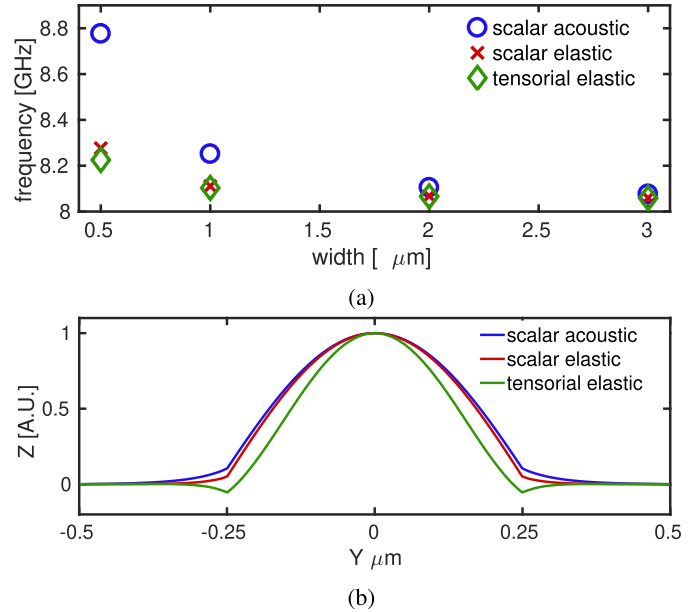 8.8
8.6
8.4
8.2
8
frequency [GHz]
scalar acoustic
scalar elastic
tensorial elastic
0.5 1 1.5 2 2.5 3
width [ μm]
(a)
1
0.5
0
Z [A.U.]
scalar acoustic
scalar elastic
tensorial elastic
-0.5 -0.25 0 0.25 0.5
Y μm
(b)